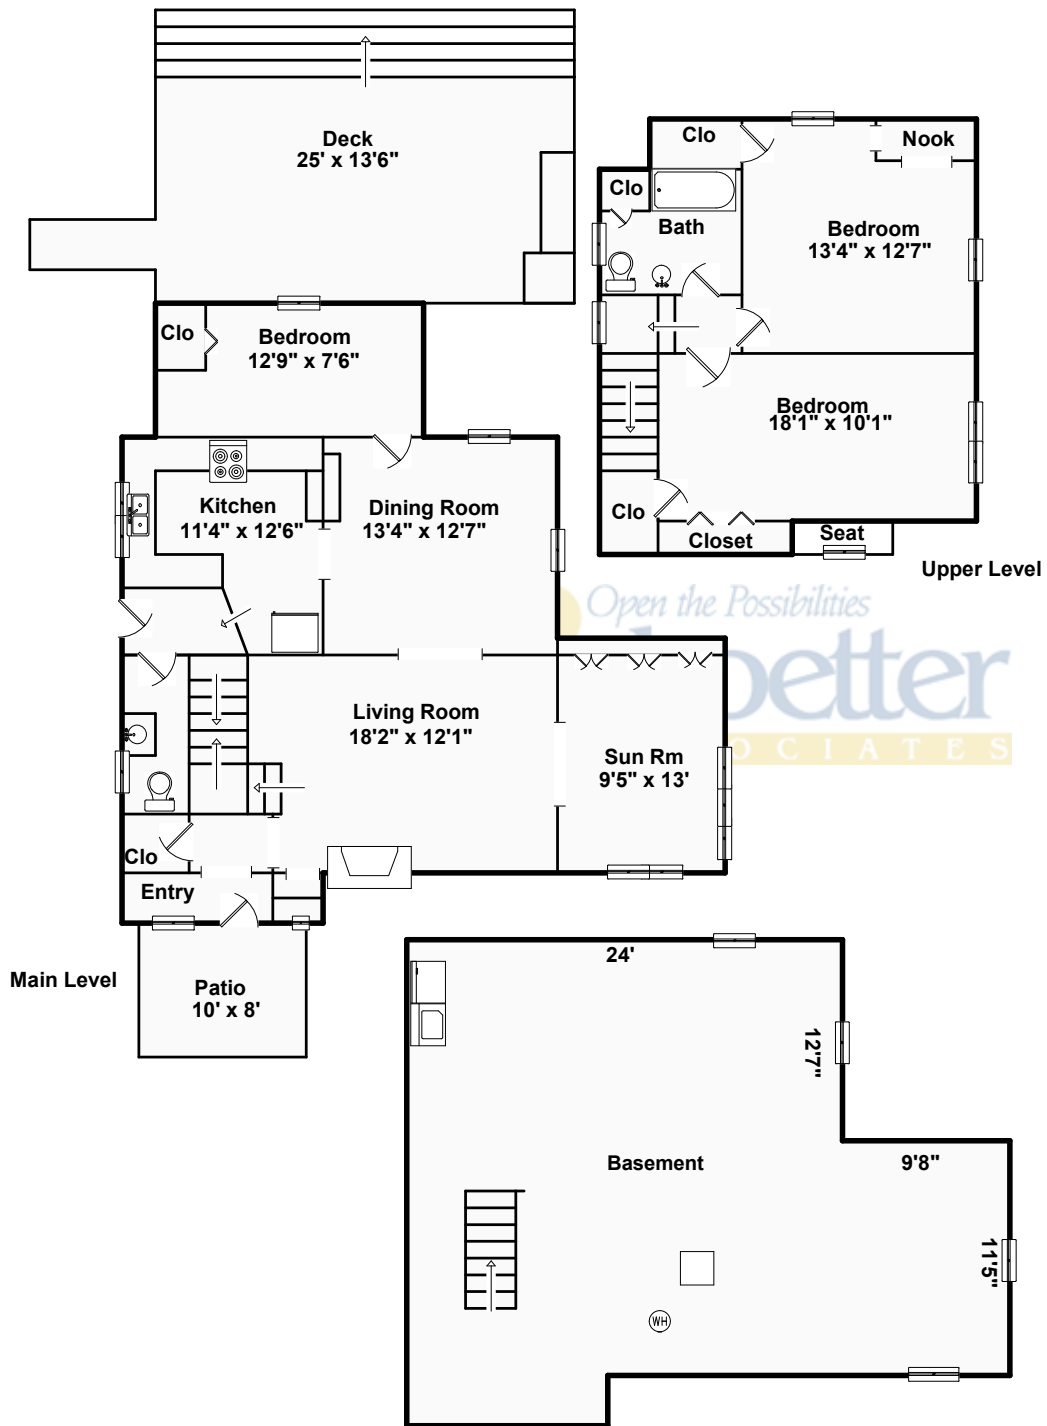 Deck
25' x 13'6"
Clo
Bedroom
12'9" x 7'6"
Kitchen
11'4" x 12'6"
Dining Room
13'4" x 12'7"
Living Room
18'2" x 12'1"
Sun Rm
9'5" x 13'
Clo
Entry
Main Level
Patio
10' x 8'
Clo
Nook
Clo
Bath
Bedroom
13'4" x 12'7"
Bedroom
18'1" x 10'1"
Clo
Closet
Seat
Upper Level
Open the Possibilities
better
OCIATES
24'
12'7"
Basement
9'8"
11'5"
WH